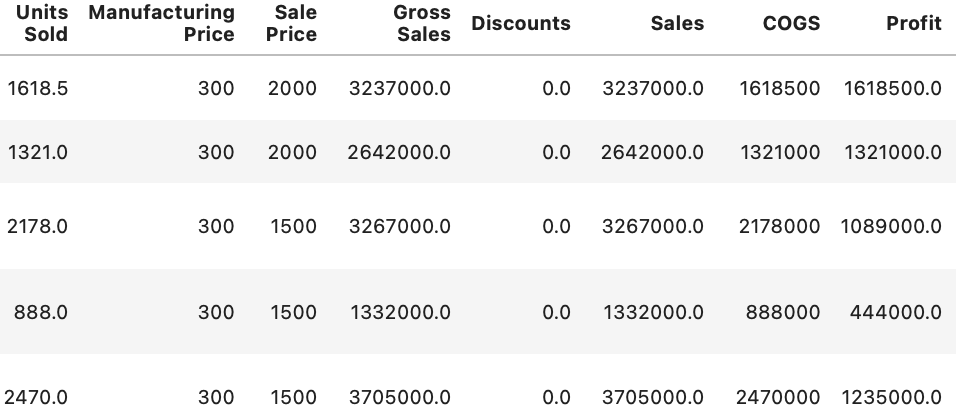 Units Sold Manufacturing Price Sale Price Gross Sales Discounts Sales COGS Profit
1618.5 300 2000 3237000.0 0.0 3237000.0 1618500 1618500.0
1321.0 300 2000 2642000.0 0.0 2642000.0 1321000 1321000.0
2178.0 300 1500 3267000.0 0.0 3267000.0 2178000 1089000.0
888.0 300 1500 1332000.0 0.0 1332000.0 888000 444000.0
2470.0 300 1500 3705000.0 0.0 3705000.0 2470000 1235000.0